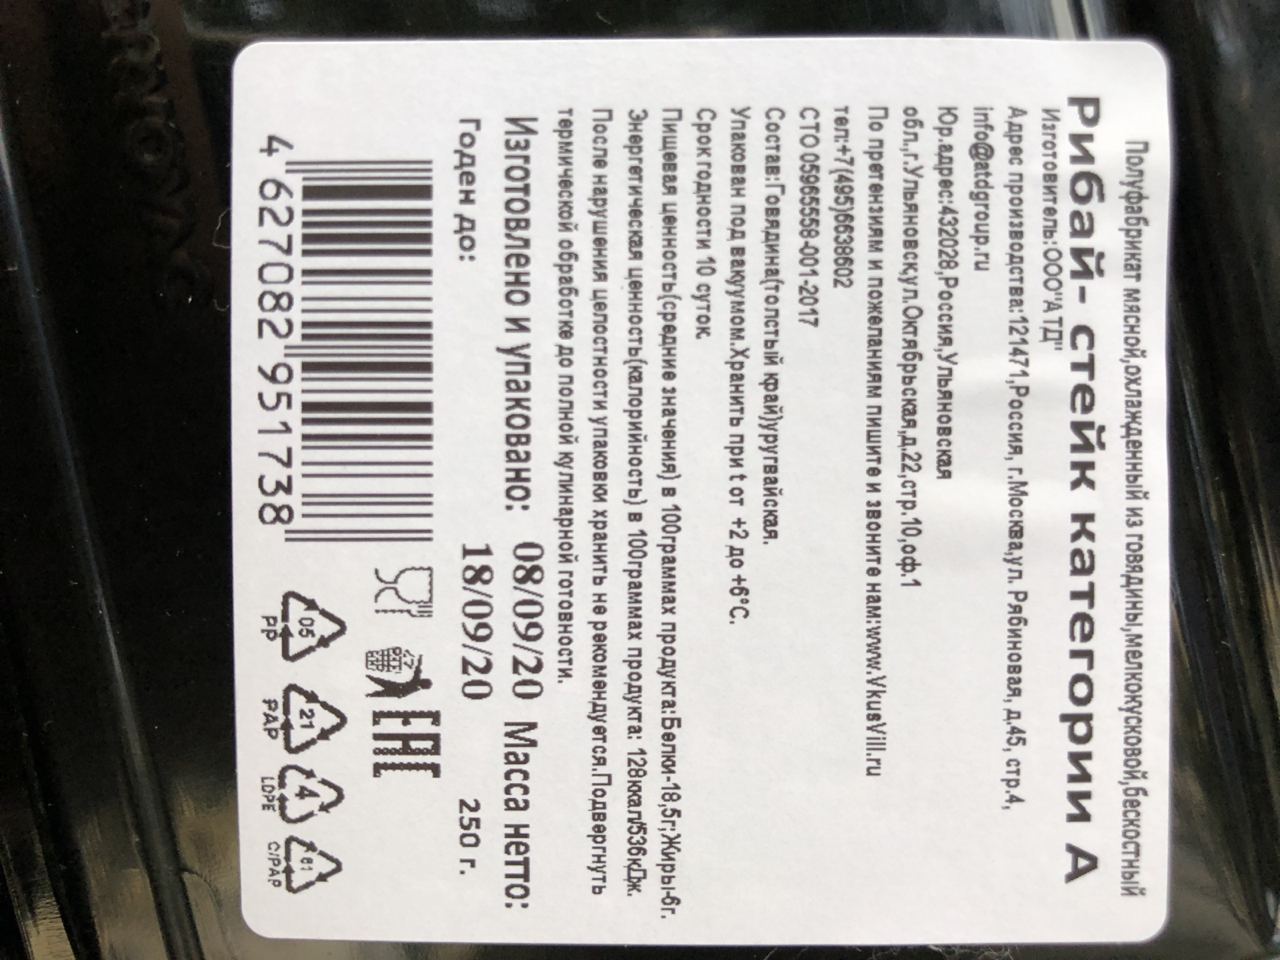 Полуфабрикат мясной,охлажденный из говядины,мелкокусковой,бескостный
Рибай- стейк категории А
Изготовитель:ООО"А ТД"
Адрес производства:121471,Россия, г.Москва,ул. Рябиновая, д.45, стр.4,
info@atdgroup.ru
Юр.адрес:432028,Россия,Ульяновская
обл.,г.Ульяновск,ул.Октябрьская,д,22,стр.10,оф.1
По претензиям и пожеланиям пишите и звоните нам:www.VkusVill.ru
тел:+7(495)6638602
СТО 05965558-001-2017
Состав:Говядина(толстый край)уругвайская.
Упакован под вакуумом.Хранить при t от +2 до +6°С.
Срок годности 10 суток
Пищевая ценность(средние значения) в 100граммах продукта:Белки-18,5г;Жиры-6г.
Энергетическая ценность(калорийность) в 100граммах продукта: 128ккал/536кДж.
После нарушения целостности упаковки хранить не рекомендуется.Подвергнуть
термической обработке до полной кулинарной готовности.
Изготовлено и упаковано: 08/09/20 Масса нетто:
Годен до: 18/09/20 250 г.
4 627082 951738
EAC
05 PP
21 PAP
4 LDPE
81 C/PAP